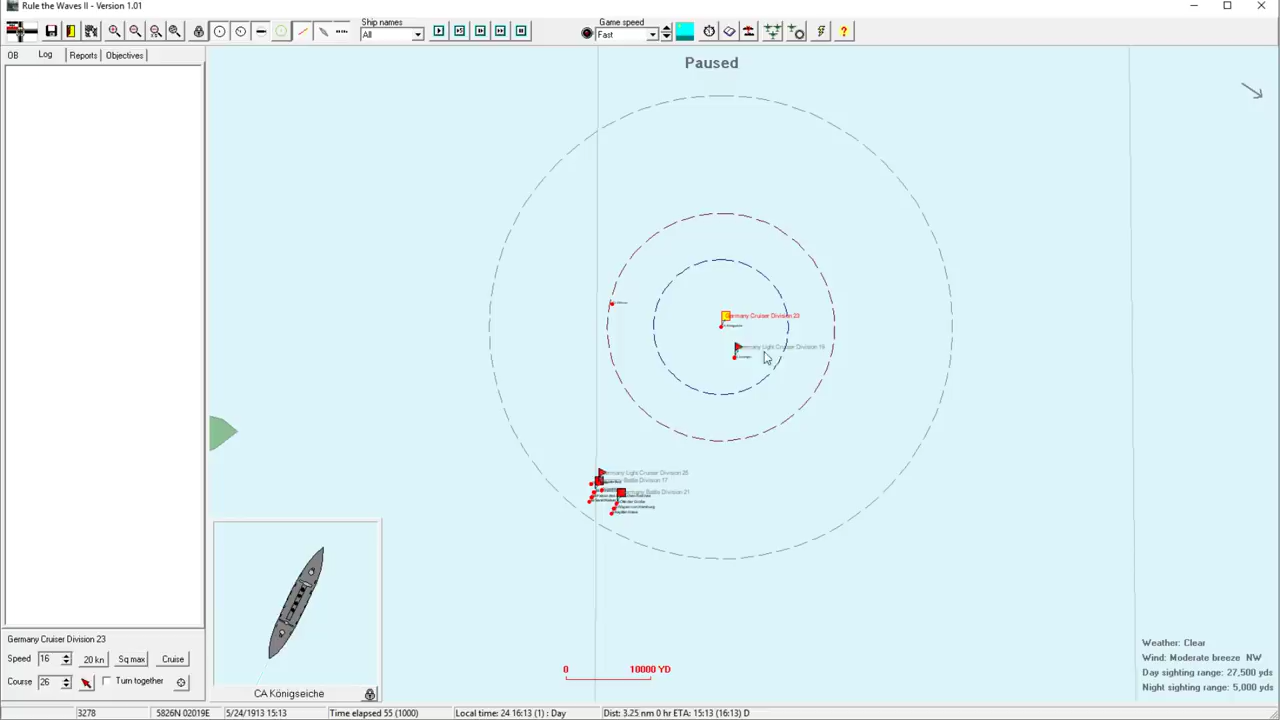 Rule the Waves II - Version 1.01
Ship names
All
Game speed
Fast
OB
Log
Reports
Objectives
Paused
Germany Cruiser Division 23
Germany Light Cruiser Division 19
Germany Light Cruiser Division
Germany Battle Division 17
Germany Battle Division 21
0 10000 YD
CA Königseiche
Germany Cruiser Division 23
Speed 16 20 kn Sq max Cruise
Course 26 Turn together
Weather: Clear
Wind: Moderate breeze NW
Day sighting range: 27,500 yds
Night sighting range: 5,000 yds
3278
5826N 02019E
5/24/1913 15:13
Time elapsed 55 (1000)
Local time: 24 16:13 (1) : Day
Dist: 3.25 nm 0 hr ETA: 15:13 (16:13) D